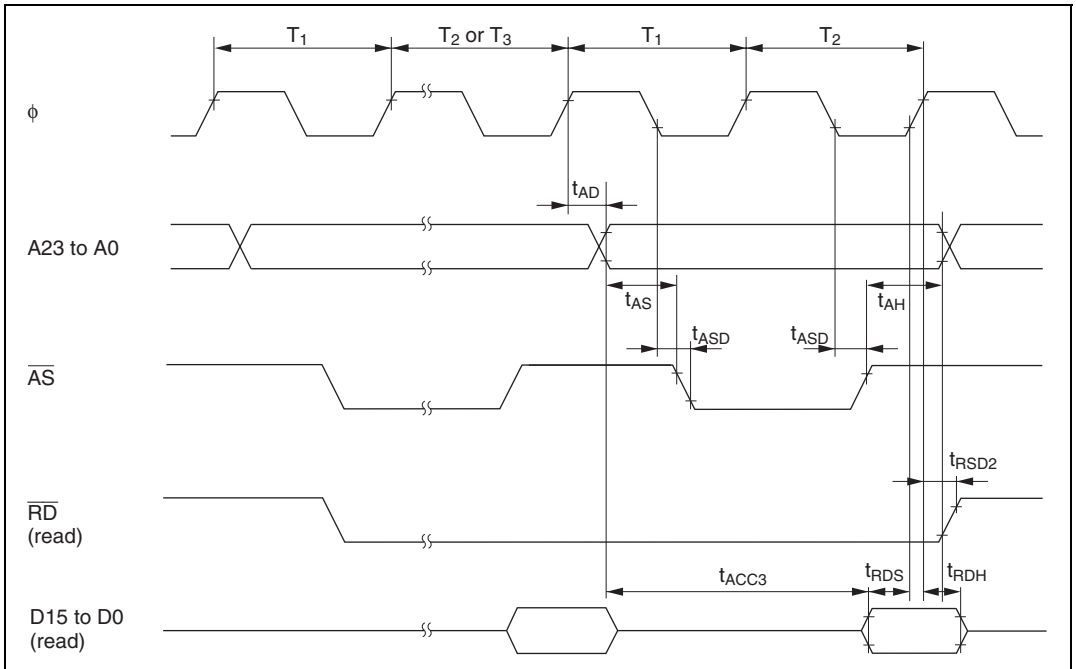 T1 T2 or T3 T1 T2
ϕ
tAD
A23 to A0
tAS tAH
tASD tASD
AS
tRSD2
RD
(read)
tACC3 tRDS tRDH
D15 to D0
(read)